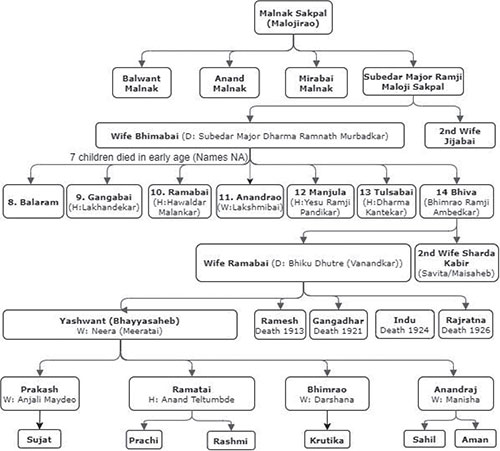 Malnak Sakpal
(Malojirao)
Balwant
Malnak
Anand
Malnak
Mirabai
Malnak
Subedar Major Ramji
Maloji Sakpal
Wife Bhimabai (D: Subedar Major Dharma Ramnath Murbadkar)
2nd Wife
Jijabai
7 children died in early age (Names NA)
8. Balaram
9. Gangabai
(H:Lakhandekar)
10. Ramabai
(H:Hawaldar
Malankar)
11. Anandrao
(W:Lakshmibai)
12 Manjula
(H:Yesu Ramji
Pandikar)
13 Tulsabai
(H:Dharma
Kantekar)
14 Bhiva
(Bhimrao Ramji
Ambedkar)
Wife Ramabai (D: Bhiku Dhutre (Vanandkar))
2nd Wife Sharda
Kabir
(Savita/Maisaheb)
Yashwant (Bhayyasaheb)
W: Neera (Meeratai)
Ramesh
Death 1913
Gangadhar
Death 1921
Indu
Death 1924
Rajratna
Death 1926
Prakash
W: Anjali Maydeo
Ramatai
H: Anand Teltumbde
Bhimrao
W: Darshana
Anandraj
W: Manisha
Sujat
Prachi
Rashmi
Krutika
Sahil
Aman